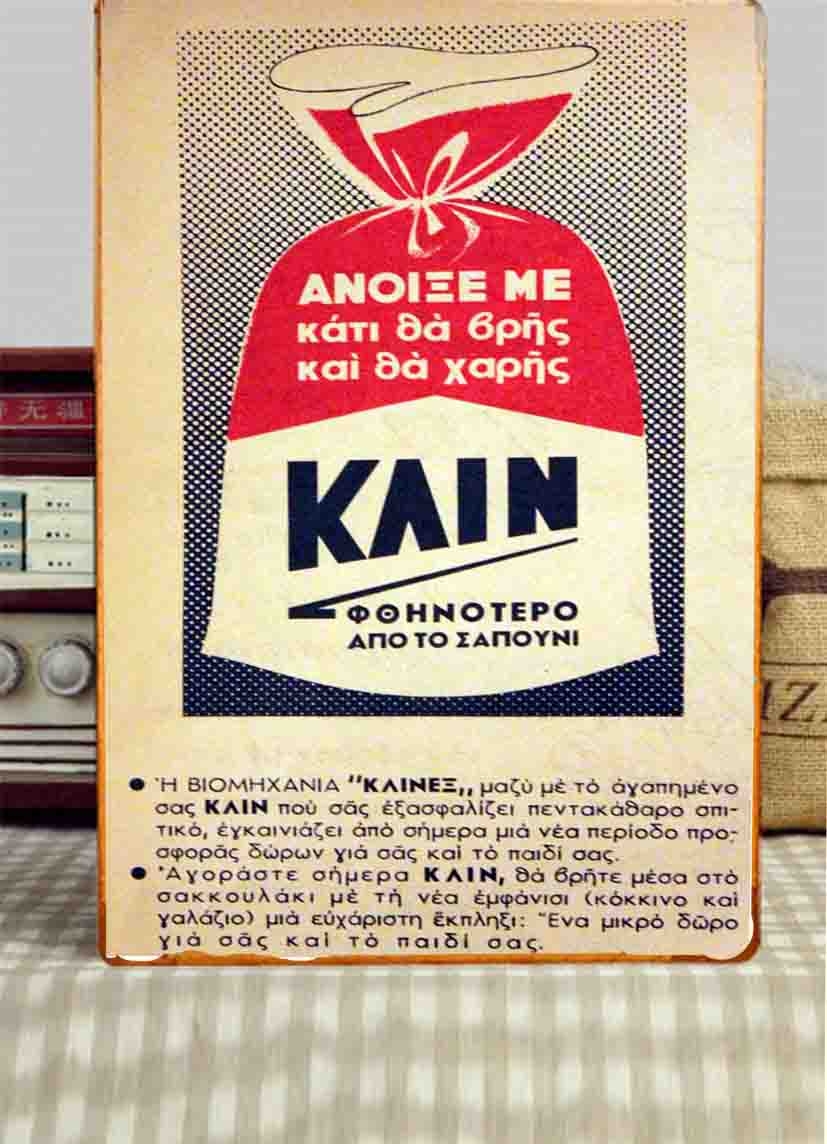 ΑΝΟΙΞΕ ΜΕ
κάτι θὰ βρῆς
καὶ θὰ χαρῆς
ΚΛΙΝ
ΦΘΗΝΟΤΕΡΟ
ΑΠΟ ΤΟ ΣΑΠΟΥΝΙ
● Ἡ ΒΙΟΜΗΧΑΝΙΑ "ΚΛΙΝΕΞ,, μαζὺ μὲ τὸ ἀγαπημένο
σας ΚΛΙΝ ποὺ σᾶς ἐξασφαλίζει πεντακάθαρο σπι-
τικό, ἐγκαινιάζει ἀπὸ σήμερα μιὰ νέα περίοδο προ-
σφορᾶς δώρων γιὰ σᾶς καὶ τὸ παιδί σας.
● Ἀγοράστε σήμερα ΚΛΙΝ, θὰ βρῆτε μέσα στὸ
σακκουλάκι μὲ τὴ νέα ἐμφάνισι (κόκκινο καὶ
γαλάζιο) μιὰ εὐχάριστη ἔκπληξι: Ἕνα μικρὸ δῶρο
γιὰ σᾶς καὶ τὸ παιδί σας.
无疆
IZ